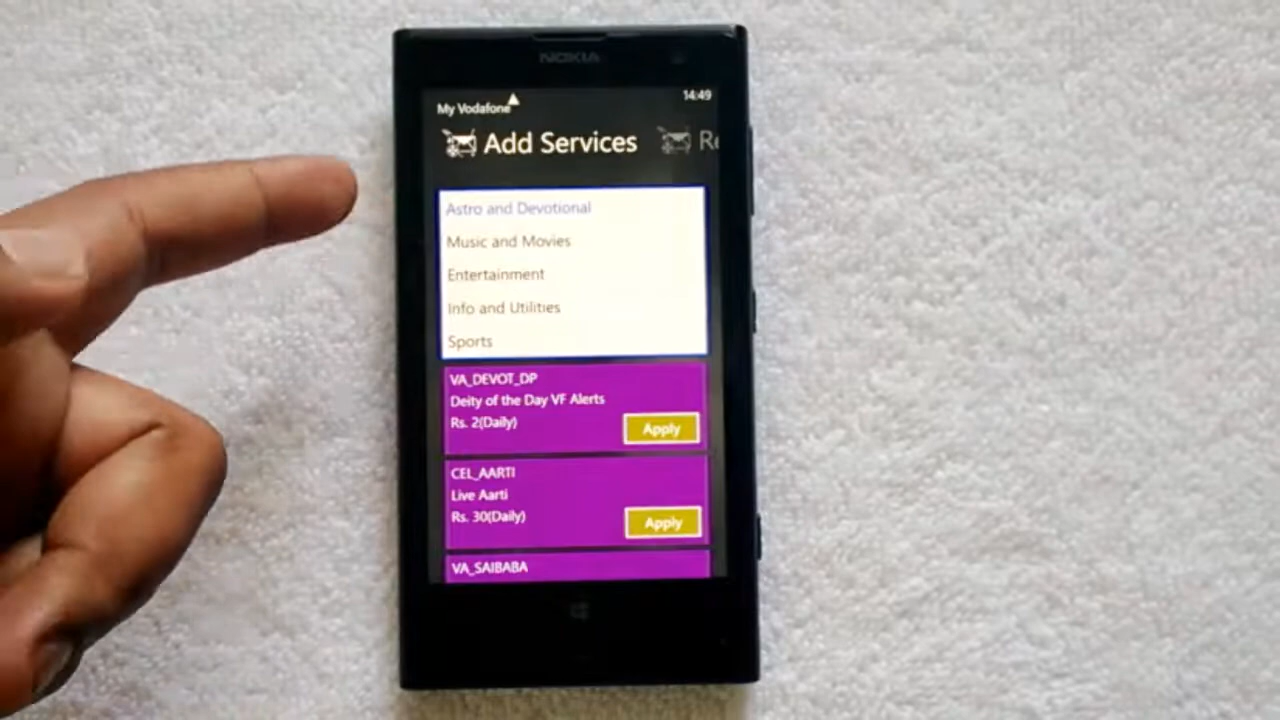 NOKIA
14:49
My Vodafone
Add Services
Astro and Devotional
Music and Movies
Entertainment
Info and Utilities
Sports
VA_DEVOT_DP
Deity of the Day VF Alerts
Rs. 2(Daily)
Apply
CEL_AARTI
Live Aarti
Rs. 30(Daily)
Apply
VA_SAIBABA